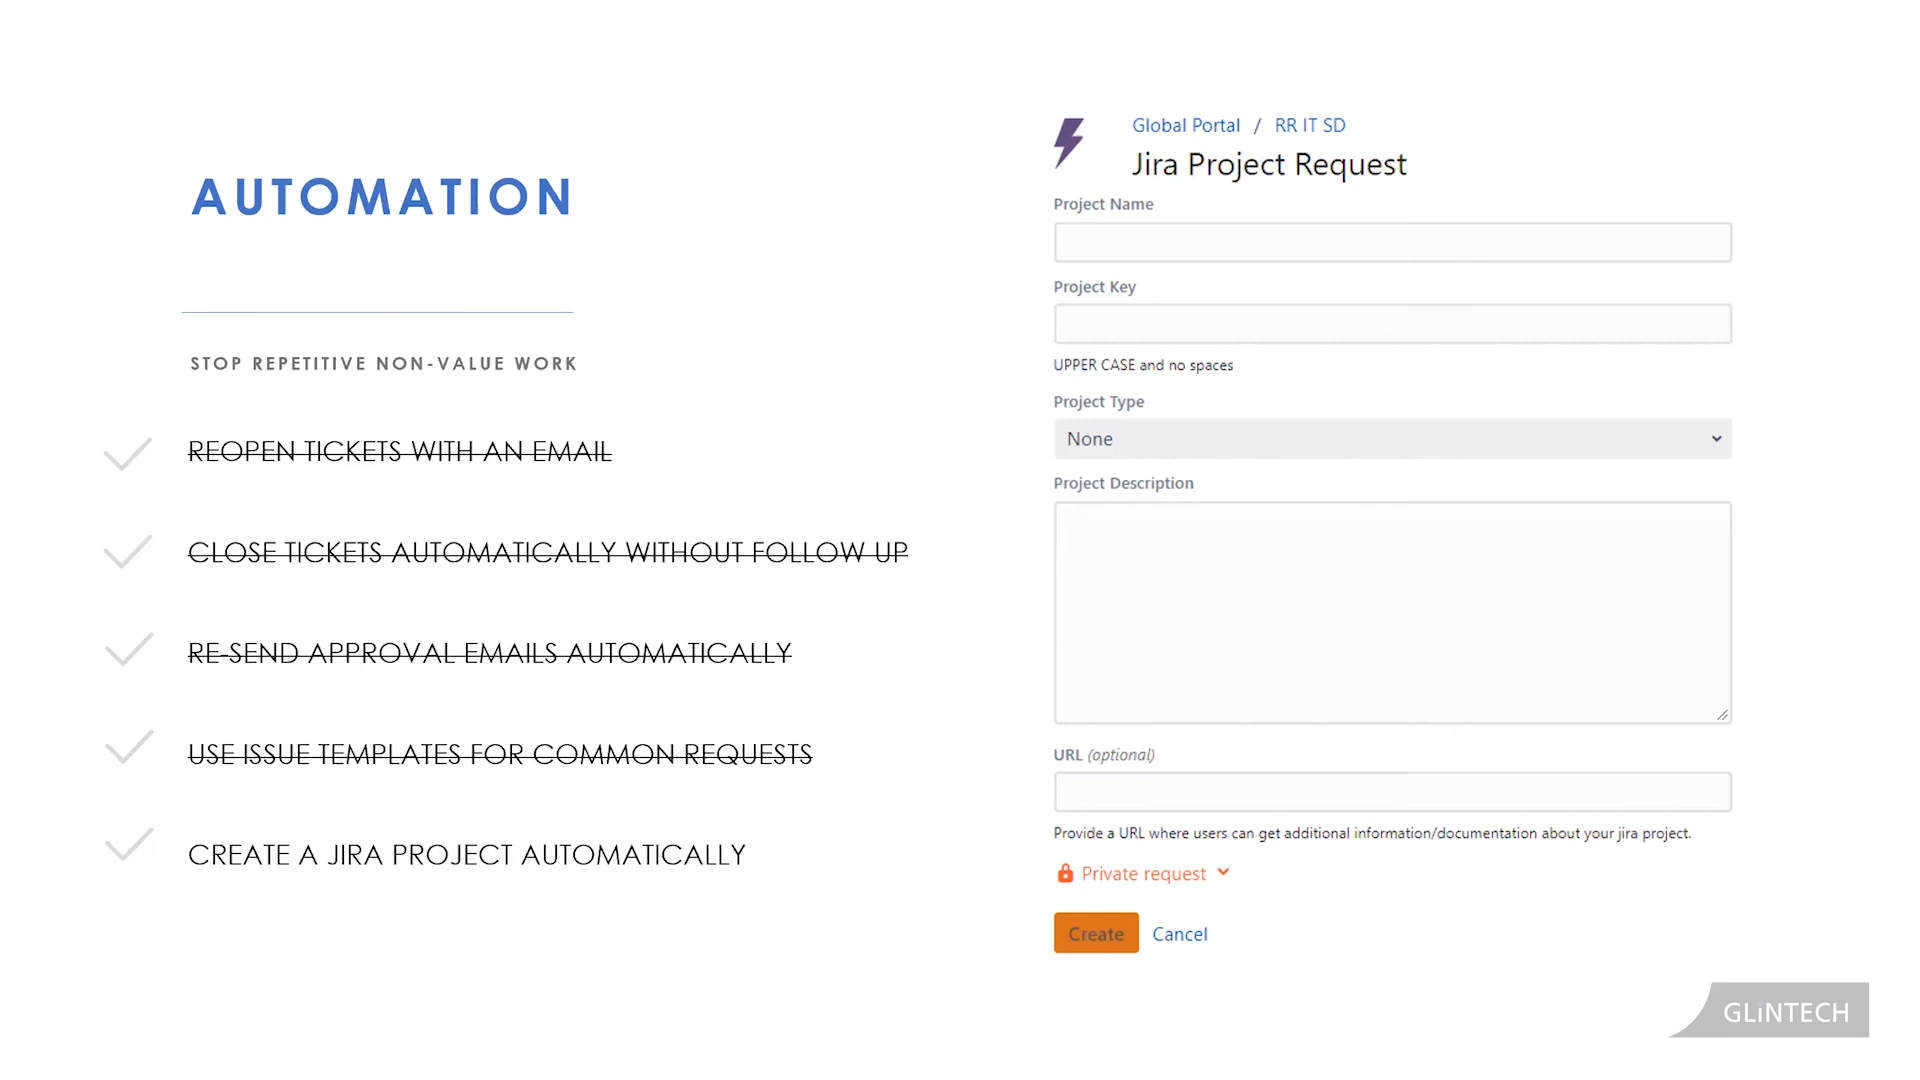 AUTOMATION
STOP REPETITIVE NON-VALUE WORK
REOPEN TICKETS WITH AN EMAIL
CLOSE TICKETS AUTOMATICALLY WITHOUT FOLLOW UP
RE-SEND APPROVAL EMAILS AUTOMATICALLY
USE ISSUE TEMPLATES FOR COMMON REQUESTS
CREATE A JIRA PROJECT AUTOMATICALLY
Global Portal / RR IT SD
Jira Project Request
Project Name
Project Key
UPPER CASE and no spaces
Project Type
None
Project Description
URL (optional)
Provide a URL where users can get additional information/documentation about your jira project.
Private request
Create Cancel
GLiNTECH